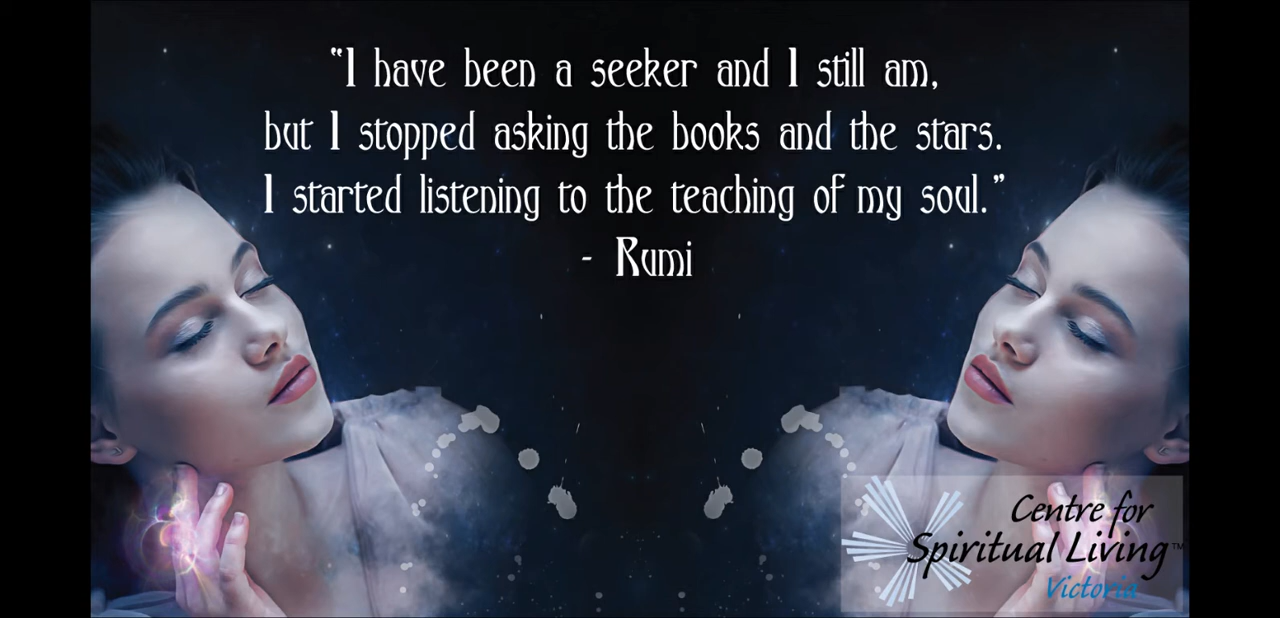 “I have been a seeker and I still am,
but I stopped asking the books and the stars.
I started listening to the teaching of my soul.”
- Rumi
Centre for
Spiritual Living™
Victoria